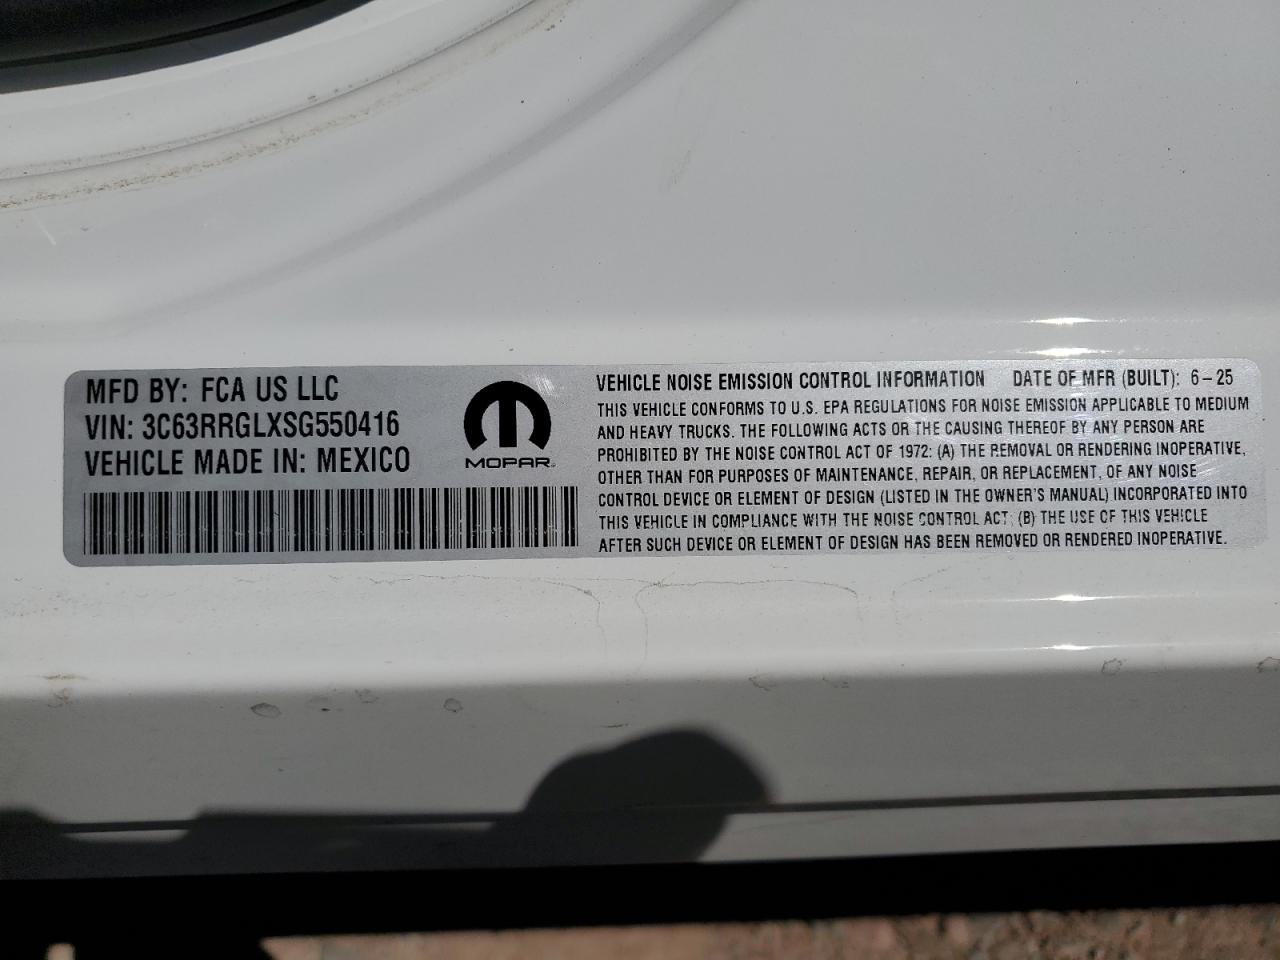 MFD BY: FCA US LLC
VIN: 3C63RRGLXSG550416
VEHICLE MADE IN: MEXICO
MOPAR
VEHICLE NOISE EMISSION CONTROL INFORMATION DATE OF MFR (BUILT): 6-25
THIS VEHICLE CONFORMS TO U.S. EPA REGULATIONS FOR NOISE EMISSION APPLICABLE TO MEDIUM
AND HEAVY TRUCKS. THE FOLLOWING ACTS OR THE CAUSING THEREOF BY ANY PERSON ARE
PROHIBITED BY THE NOISE CONTROL ACT OF 1972: (A) THE REMOVAL OR RENDERING INOPERATIVE,
OTHER THAN FOR PURPOSES OF MAINTENANCE, REPAIR, OR REPLACEMENT, OF ANY NOISE
CONTROL DEVICE OR ELEMENT OF DESIGN (LISTED IN THE OWNER'S MANUAL) INCORPORATED INTO
THIS VEHICLE IN COMPLIANCE WITH THE NOISE CONTROL ACT; (B) THE USE OF THIS VEHICLE
AFTER SUCH DEVICE OR ELEMENT OF DESIGN HAS BEEN REMOVED OR RENDERED INOPERATIVE.